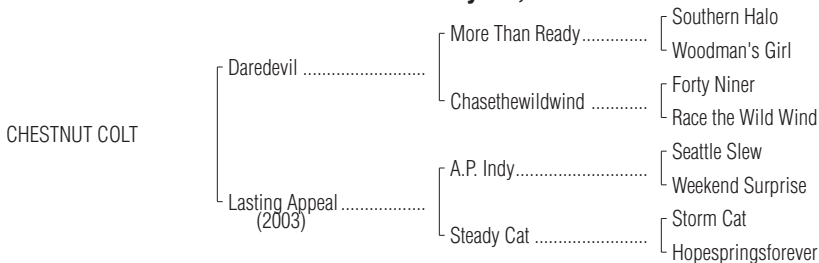 Southern Halo
More Than Ready..............
Woodman's Girl
Daredevil ..........................
Forty Niner
Chasethewildwind ............
Race the Wild Wind
CHESTNUT COLT
Seattle Slew
A.P. Indy............................
Weekend Surprise
Lasting Appeal ..................
(2003)
Storm Cat
Steady Cat ........................
Hopespringsforever